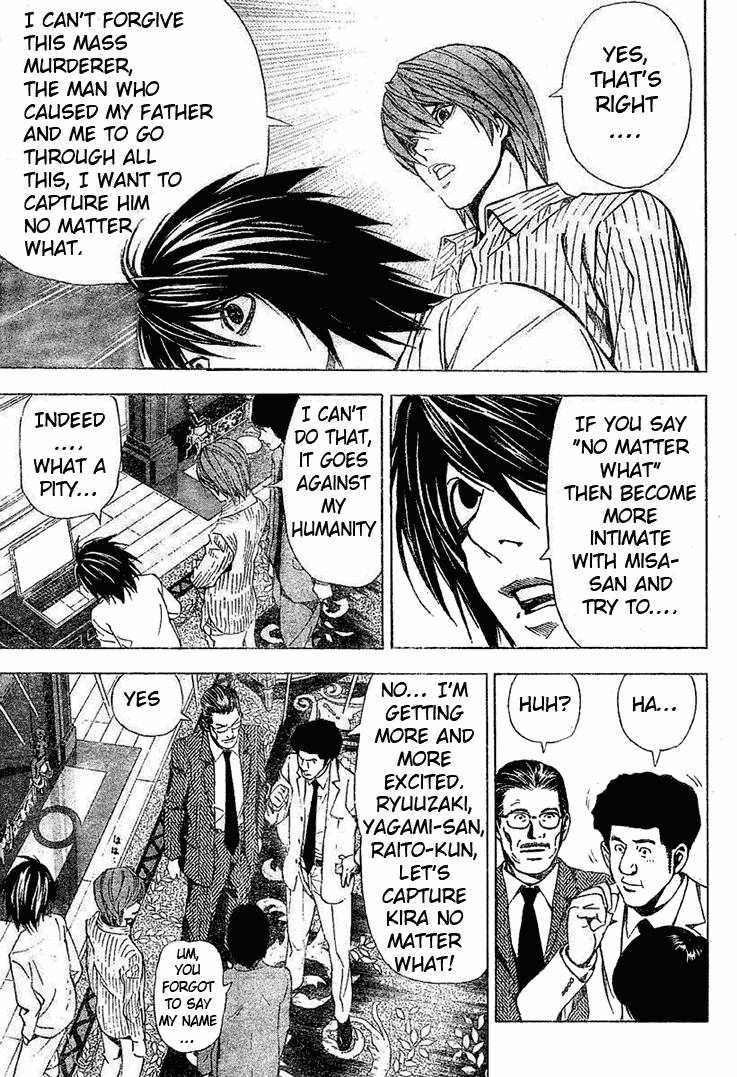 YES,
THAT'S
RIGHT
....
I CAN'T FORGIVE
THIS MASS
MURDERER,
THE MAN WHO
CAUSED MY FATHER
AND ME TO GO
THROUGH ALL
THIS, I WANT TO
CAPTURE HIM
NO MATTER
WHAT.
IF YOU SAY
"NO MATTER
WHAT"
THEN BECOME
MORE
INTIMATE
WITH MISA-
SAN AND
TRY TO....
I CAN'T
DO THAT,
IT GOES
AGAINST
MY
HUMANITY
INDEED
....
WHAT A
PITY...
HA...
HUH?
NO... I'M
GETTING
MORE AND
MORE
EXCITED.
RYUUZAKI,
YAGAMI-SAN,
RAITO-KUN,
LET'S
CAPTURE
KIRA NO
MATTER
WHAT!
YES
は
は
UM,
YOU
FORGOT
TO SAY
MY NAME
...